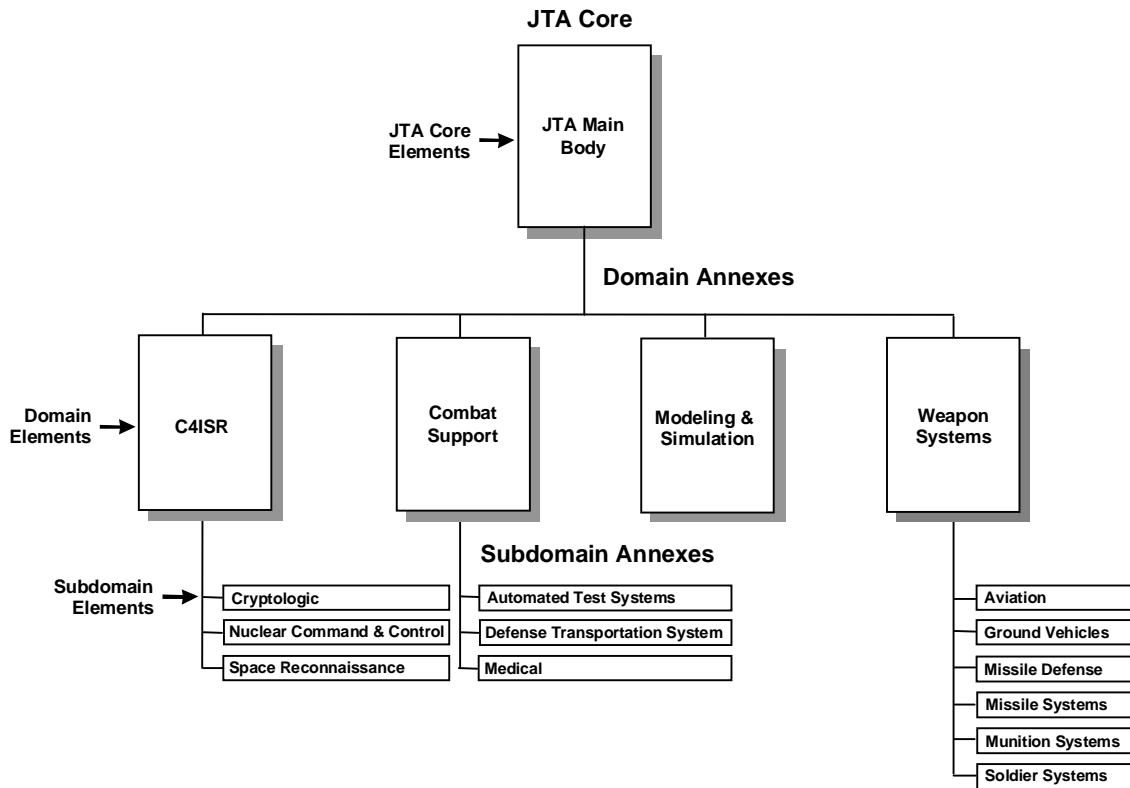 JTA Core
JTA Main
Body
JTA Core
Elements
Domain Annexes
Domain
Elements
C4ISR
Combat
Support
Modeling &
Simulation
Weapon
Systems
Subdomain Annexes
Subdomain
Elements
Cryptologic
Nuclear Command & Control
Space Reconnaissance
Automated Test Systems
Defense Transportation System
Medical
Aviation
Ground Vehicles
Missile Defense
Missile Systems
Munition Systems
Soldier Systems